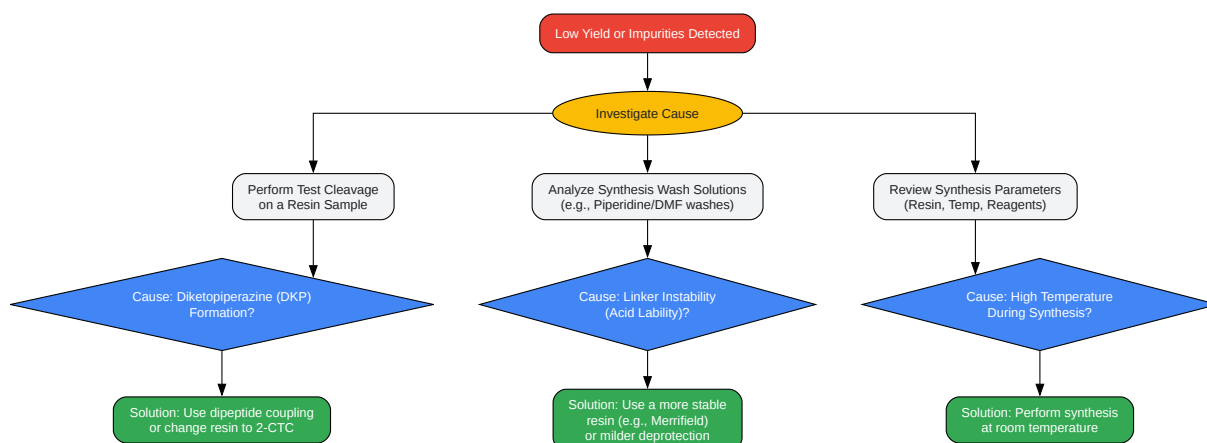 Low Yield or Impurities Detected
Investigate Cause
Perform Test Cleavage
on a Resin Sample
Analyze Synthesis Wash Solutions
(e.g., Piperidine/DMF washes)
Review Synthesis Parameters
(Resin, Temp, Reagents)
Cause: Diketopiperazine (DKP)
Formation?
Cause: Linker Instability
(Acid Lability)?
Cause: High Temperature
During Synthesis?
Solution: Use dipeptide coupling
or change resin to 2-CTC
Solution: Use a more stable
resin (e.g., Merrifield)
or milder deprotection
Solution: Perform synthesis
at room temperature